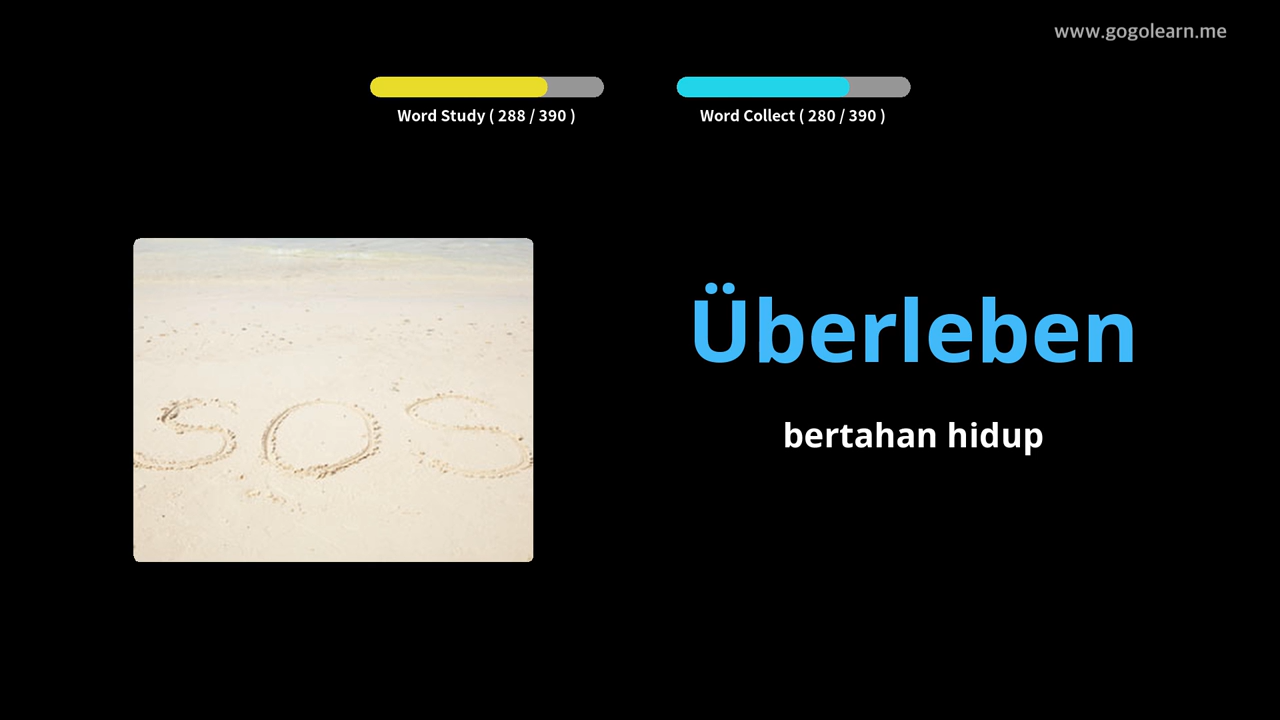 www.gogolearn.me
Word Study ( 288 / 390 )
Word Collect ( 280 / 390 )
SOS
Überleben
bertahan hidup